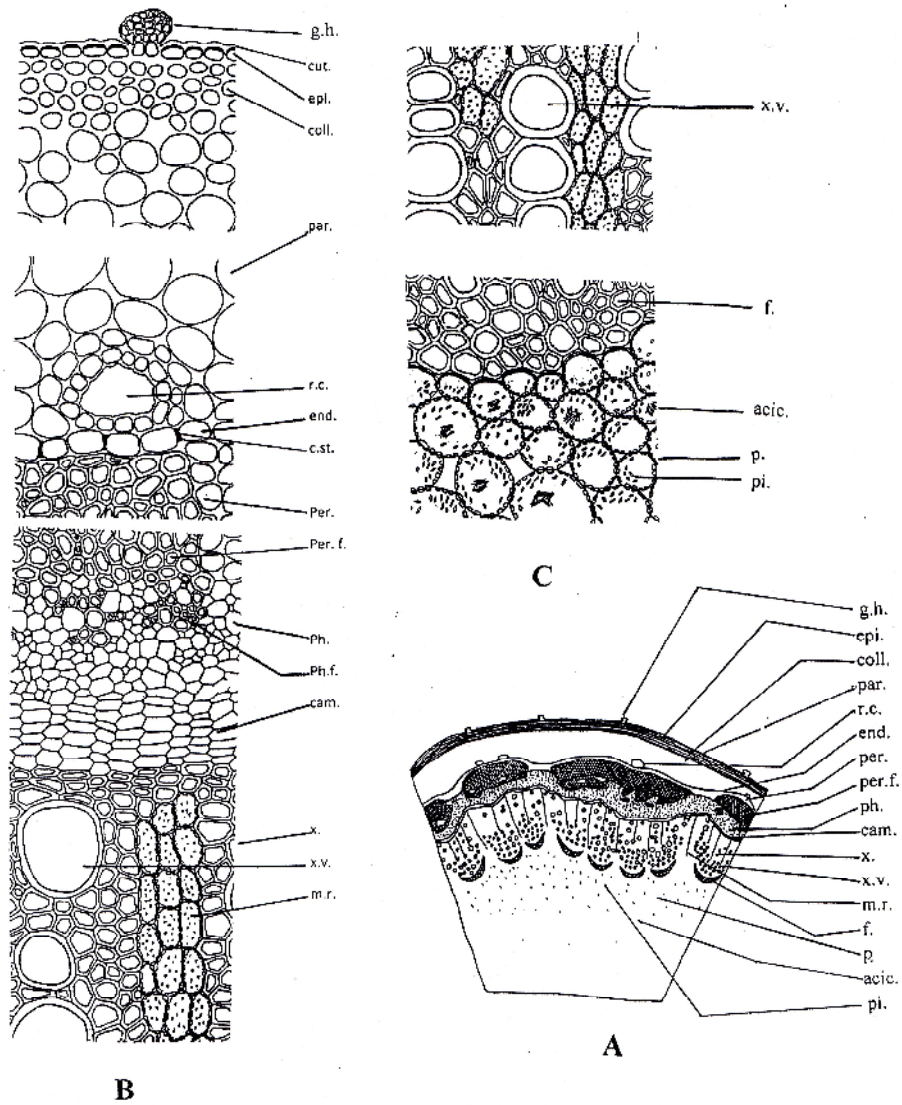 g.h.
cut.
epl.
coll.
par.
r.c.
end.
c.st.
Per.
Per. f.
Ph.
Ph.f.
cam.
x.
x.v.
m.r.
B
x.v.
f.
acic.
p.
pi.
C
g.h.
epi.
coll.
par.
r.c.
end.
per.
per.f.
ph.
cam.
x.
x.v.
m.r.
f.
p.
acic.
pi.
A